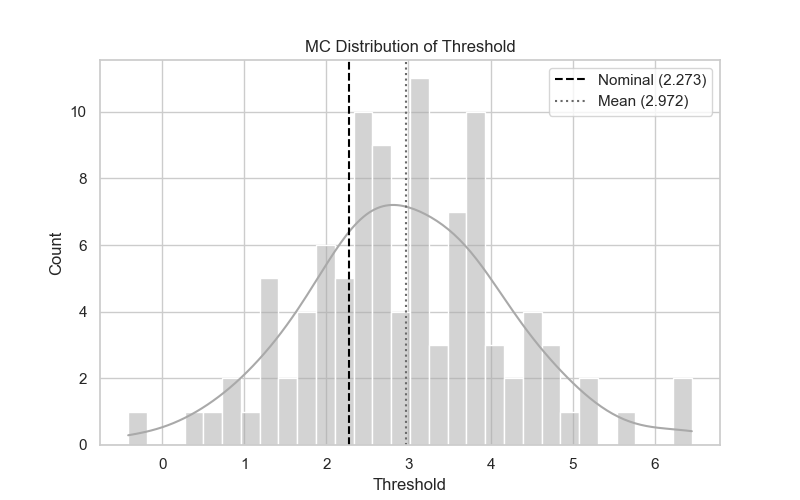 MC Distribution of Threshold
Nominal (2.273)
Mean (2.972)
Count
10
8
6
4
2
0
0 1 2 3 4 5 6
Threshold